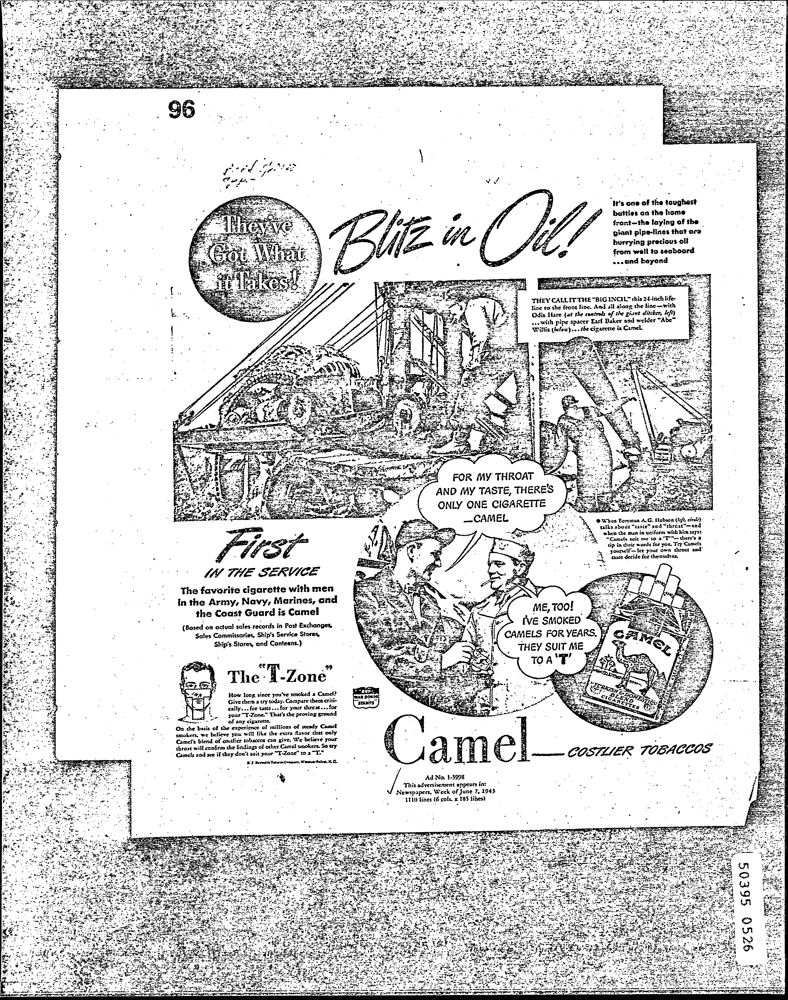 96
They've
Got What
it Takes!
Blitz in Oil!
It's one of the toughest
battles on the home
front—the laying of the
giant pipe-lines that are
hurrying precious oil
from well to seaboard
...and beyond
THEY CALL IT THE "BIG INCH," this 24-inch life-
line to the front line. And all along the line—with
Odis Hare (at the controls of the giant ditcher, left)
...with pipe spacer Earl Baker and welder "Abe"
Willis (below)...the cigarette is Camel.
FOR MY THROAT
AND MY TASTE, THERE'S
ONLY ONE CIGARETTE
—CAMEL
● When Foreman A. G. Hobson (left, circle)
talks about "taste" and "throat"—and
when the man in uniform with him says:
"Camels suit me to a 'T'"—there's a
tip in their words for you. Try Camels
yourself—let your own throat and
taste decide for themselves.
First
IN THE SERVICE
The favorite cigarette with men
in the Army, Navy, Marines, and
the Coast Guard is Camel
(Based on actual sales records in Post Exchanges,
Sales Commissaries, Ship's Service Stores,
Ship's Stores, and Canteens.)
ME, TOO!
I'VE SMOKED
CAMELS FOR YEARS.
THEY SUIT ME
TO A 'T'
CAMEL
The "T-Zone"
How long since you've smoked a Camel?
Give them a try today. Compare them criti-
cally...for taste...for your throat...for
your "T-Zone." That's the proving ground
of any cigarette.
On the basis of the experience of millions of steady Camel
smokers, we believe you will like the extra flavor that only
Camel's blend of costlier tobaccos can give. We believe your
throat will confirm the findings of other Camel smokers. So try
Camels and see if they don't suit your "T-Zone" to a "T."
R. J. Reynolds Tobacco Company, Winston-Salem, N. C.
BUY
WAR BONDS
STAMPS
Camel—COSTLIER TOBACCOS
Ad No. 1-3998
This advertisement appears in:
Newspapers, Week of June 7, 1943
1110 lines (6 cols. x 185 lines)
50395 0526